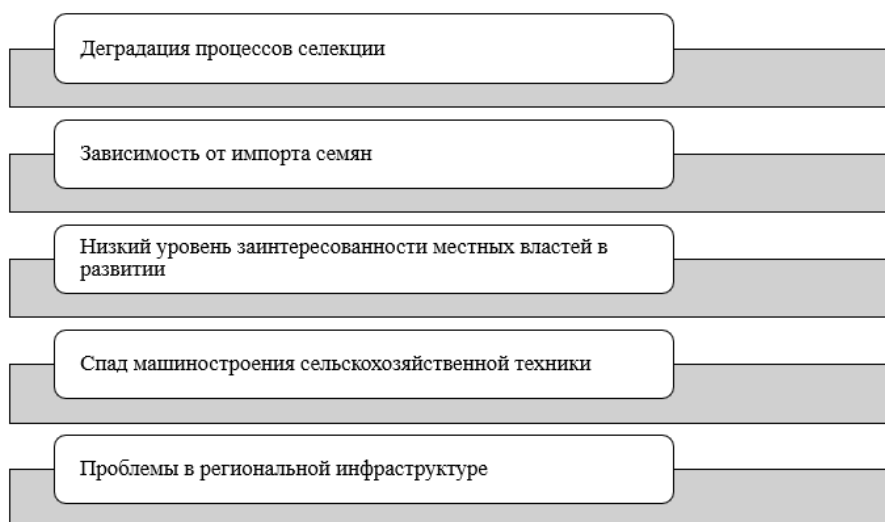 Деградация процессов селекции
Зависимость от импорта семян
Низкий уровень заинтересованности местных властей в
развитии
Спад машиностроения сельскохозяйственной техники
Проблемы в региональной инфраструктуре